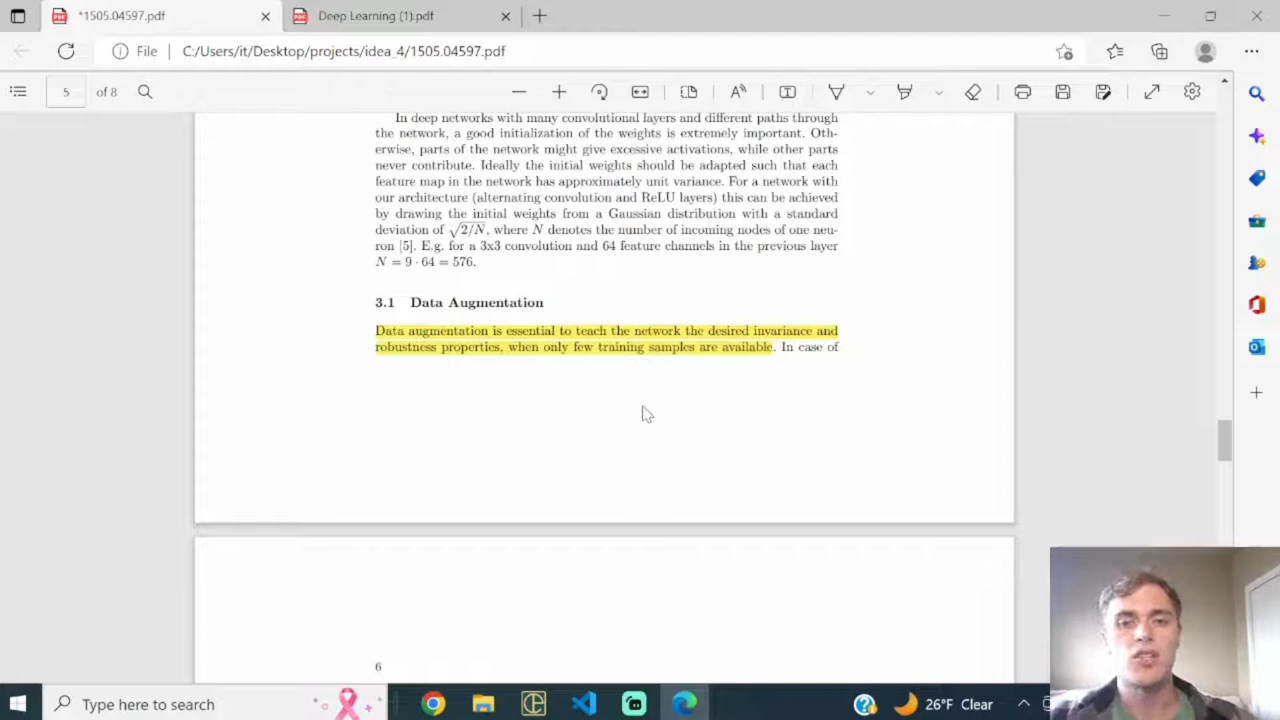 *1505.04597.pdf
Deep Learning (1).pdf
File
C:/Users/it/Desktop/projects/idea_4/1505.04597.pdf
5 of 8
In deep networks with many convolutional layers and different paths through
the network, a good initialization of the weights is extremely important. Oth-
erwise, parts of the network might give excessive activations, while other parts
never contribute. Ideally the initial weights should be adapted such that each
feature map in the network has approximately unit variance. For a network with
our architecture (alternating convolution and ReLU layers) this can be achieved
by drawing the initial weights from a Gaussian distribution with a standard
deviation of √2/N, where N denotes the number of incoming nodes of one neu-
ron [5]. E.g. for a 3x3 convolution and 64 feature channels in the previous layer
N = 9 · 64 = 576.
3.1 Data Augmentation
Data augmentation is essential to teach the network the desired invariance and
robustness properties, when only few training samples are available. In case of
6
Type here to search
26°F Clear